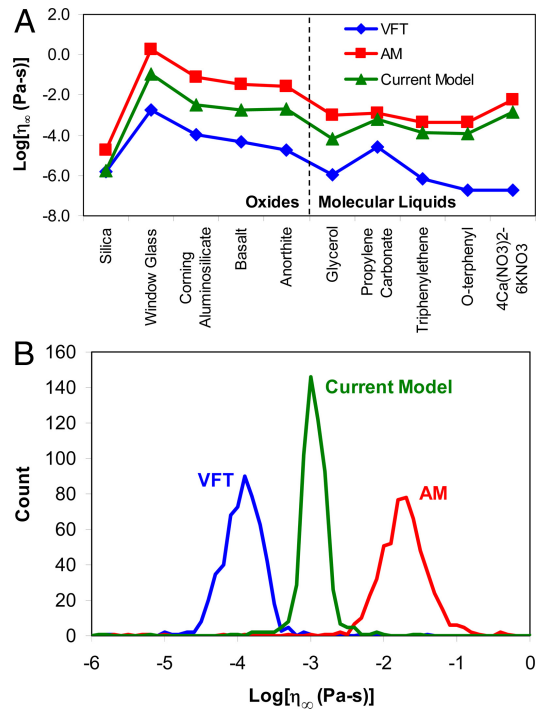 A
VFT
AM
Current Model
Log[η∞ (Pa-s)]
2.0
0.0
-2.0
-4.0
-6.0
-8.0
Oxides
Molecular Liquids
Silica
Window Glass
Corning Aluminosilicate
Basalt
Anorthite
Glycerol
Propylene Carbonate
Triphenylethene
O-terphenyl
4Ca(NO3)2-6KNO3
B
160
140
120
100
80
60
40
20
0
Count
Current Model
VFT
AM
-6
-5
-4
-3
-2
-1
0
Log[η∞ (Pa-s)]